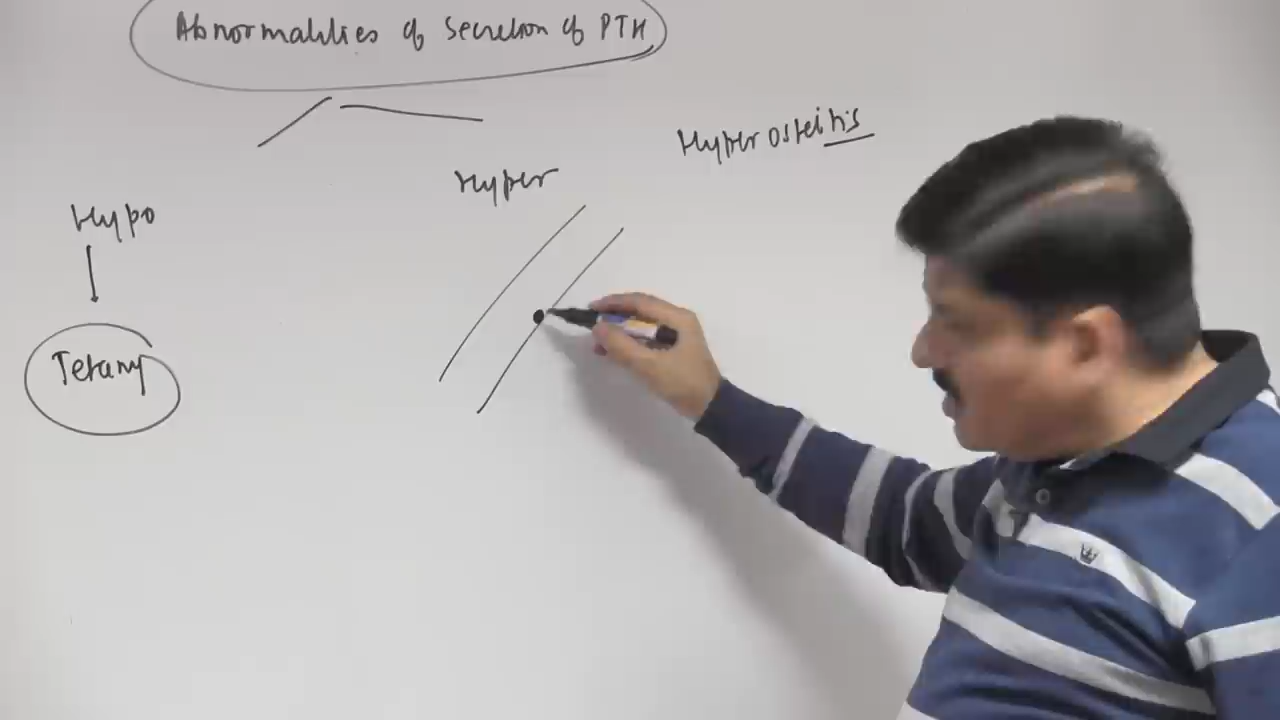 Abnormalities of secretion of PTH
Hyperosteitis
Hyper
Hypo
Tetany